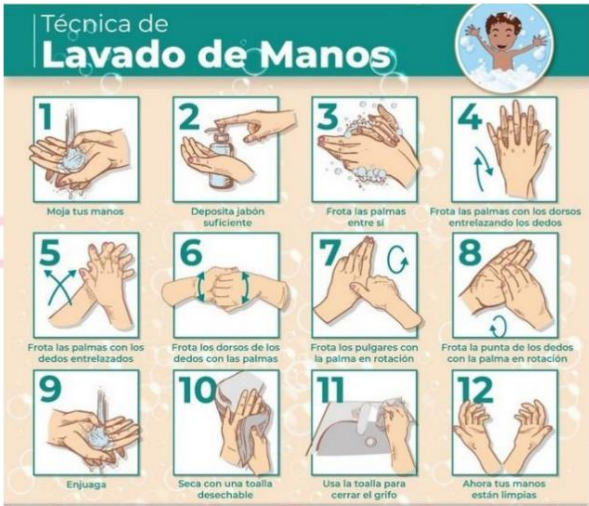 Técnica de
Lavado de Manos
1
Moja tus manos
2
Deposita jabón
suficiente
3
Frota las palmas
entre sí
4
Frota las palmas con los dorsos
entrelazando los dedos
5
Frota las palmas con los
dedos entrelazados
6
Frota los dorsos de los
dedos con las palmas
7
Frota los pulgares con
la palma en rotación
8
Frota la punta de los dedos
con la palma en rotación
9
Enjuaga
10
Seca con una toalla
desechable
11
Usa la toalla para
cerrar el grifo
12
Ahora tus manos
están limpias